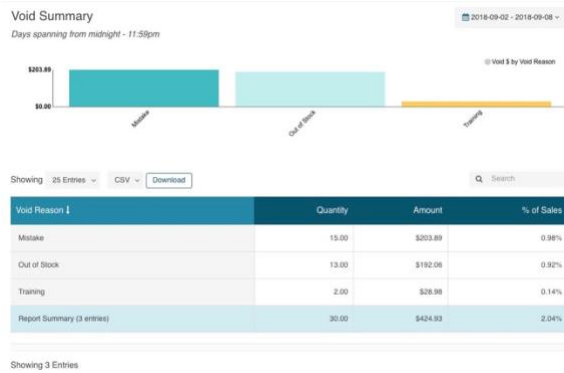 Void Summary
2018-09-02 - 2018-09-08
Days spanning from midnight - 11:59pm
Void $ by Void Reason
$203.89
$0.00
Mistake
Out of Stock
Training
Showing 25 Entries CSV Download Search
Void Reason Quantity Amount % of Sales
Mistake 15.00 $203.89 0.98%
Out of Stock 13.00 $192.06 0.92%
Training 2.00 $28.98 0.14%
Report Summary (3 entries) 30.00 $424.93 2.04%
Showing 3 Entries